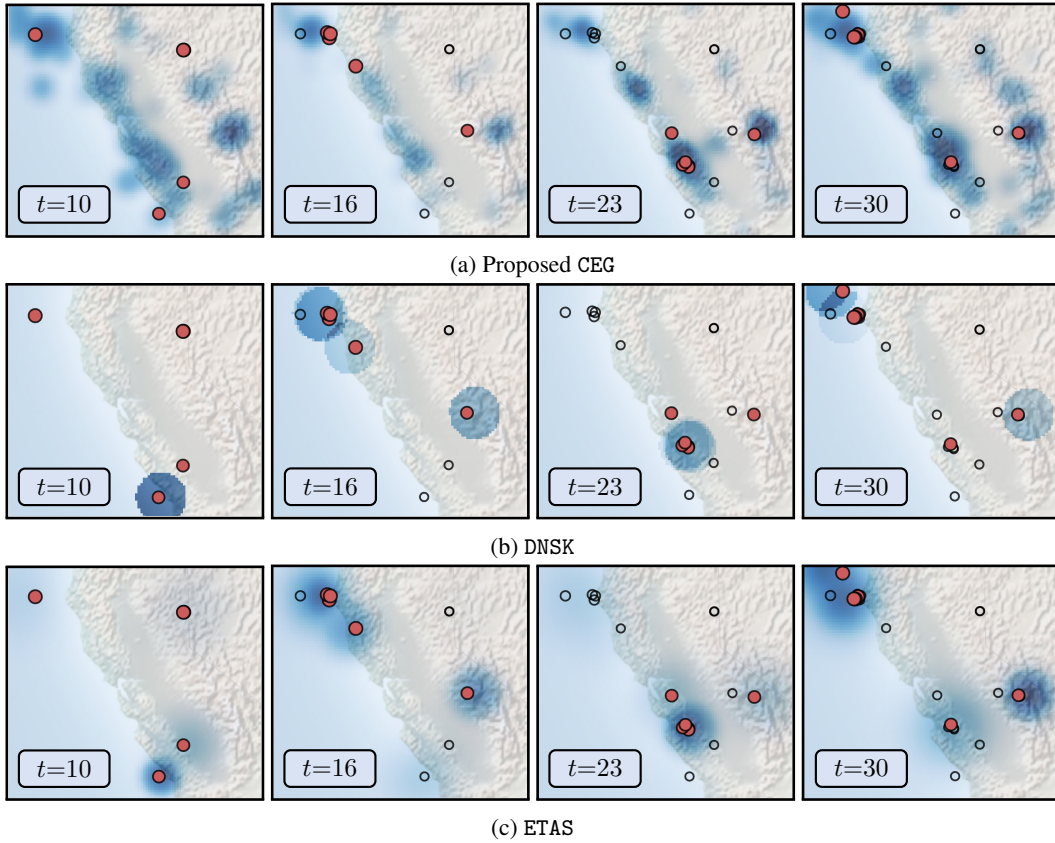 t=10 t=16 t=23 t=30
(a) Proposed CEG
t=10 t=16 t=23 t=30
(b) DNSK
t=10 t=16 t=23 t=30
(c) ETAS